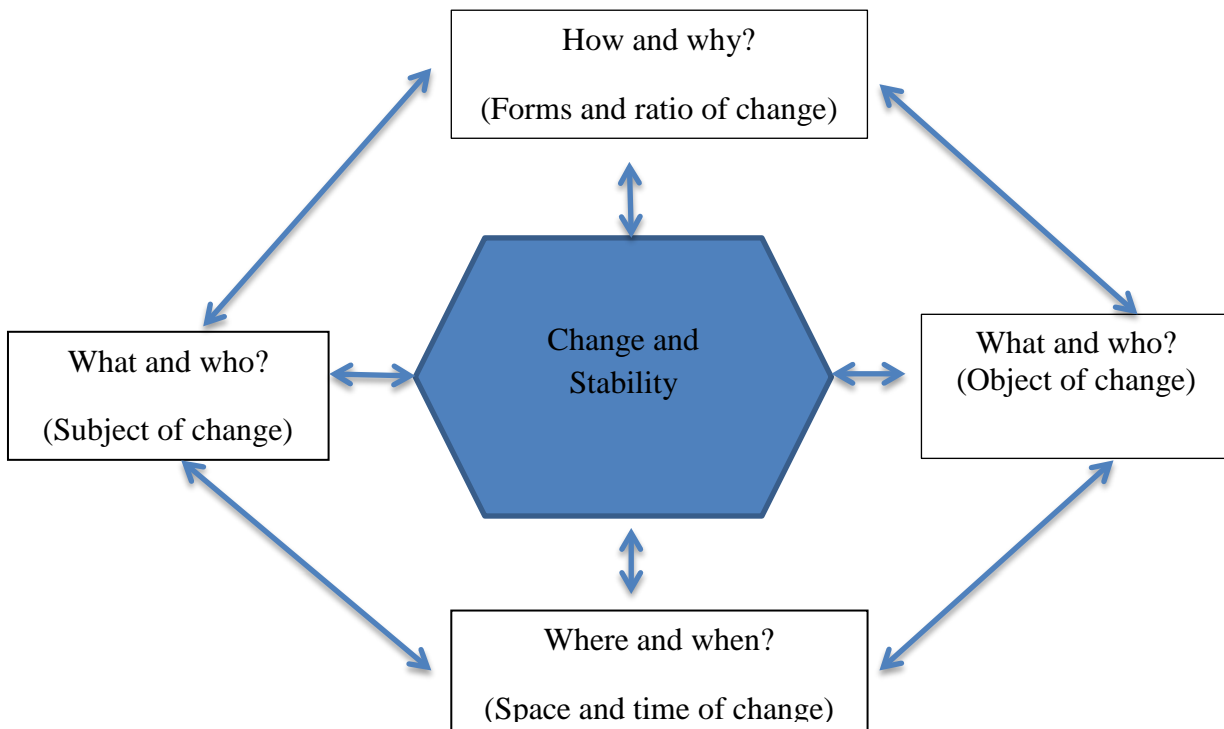 How and why?
(Forms and ratio of change)
What and who?
(Subject of change)
Change and
Stability
What and who?
(Object of change)
Where and when?
(Space and time of change)